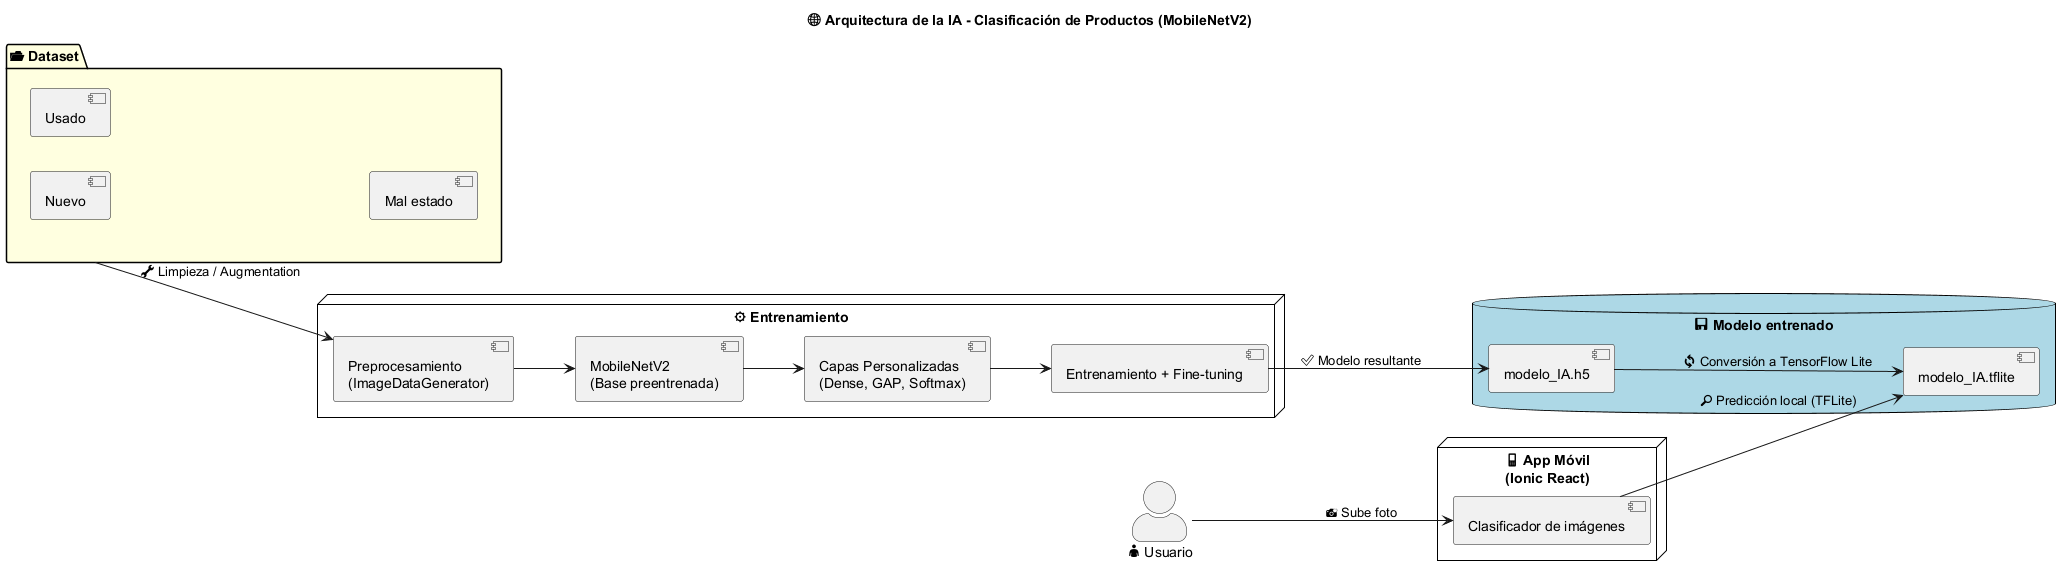 Arquitectura de la IA - Clasificación de Productos (MobileNetV2)
Dataset
Usado
Nuevo
Mal estado
Limpieza / Augmentation
Entrenamiento
Preprocesamiento
(ImageDataGenerator)
MobileNetV2
(Base preentrenada)
Capas Personalizadas
(Dense, GAP, Softmax)
Entrenamiento + Fine-tuning
Modelo resultante
Modelo entrenado
modelo_IA.h5
Conversión a TensorFlow Lite
modelo_IA.tflite
Predicción local (TFLite)
App Móvil
(Ionic React)
Clasificador de imágenes
Sube foto
Usuario